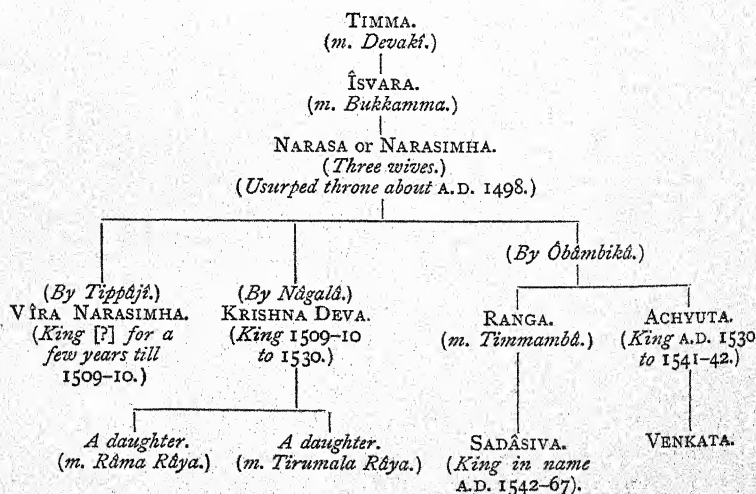 TIMMA.
(m. Devakî.)
ÎSVARA.
(m. Bukkamma.)
NARASA or NARASIMHA.
(Three wives.)
(Usurped throne about A.D. 1498.)
(By Tippâjî.)
VÎRA NARASIMHA.
(King [?] for a
few years till
1509-10.)
(By Nâgalâ.)
KRISHNA DEVA.
(King 1509-10
to 1530.)
(By Ôbâmbikâ.)
RANGA.
(m. Timmambâ.)
ACHYUTA.
(King A.D. 1530
to 1541-42.)
A daughter.
(m. Râma Râya.)
A daughter.
(m. Tirumala Râya.)
SADÂSIVA.
(King in name
A.D. 1542-67).
VENKATA.